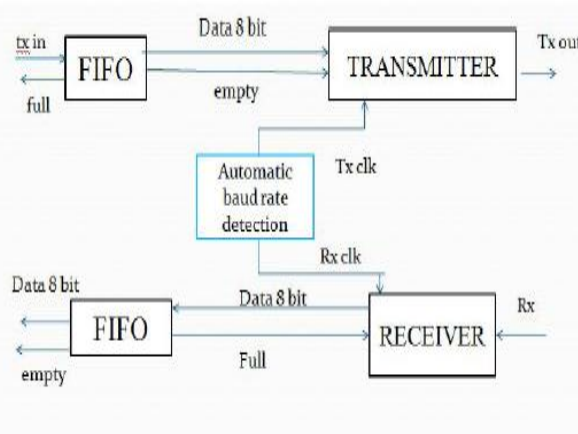 Data 8 bit
tx in
Tx out
FIFO
TRANSMITTER
full
empty
Automatic
baud rate
detection
Tx clk
Rx clk
Data 8 bit
Data 8 bit
Rx
FIFO
RECEIVER
Full
empty